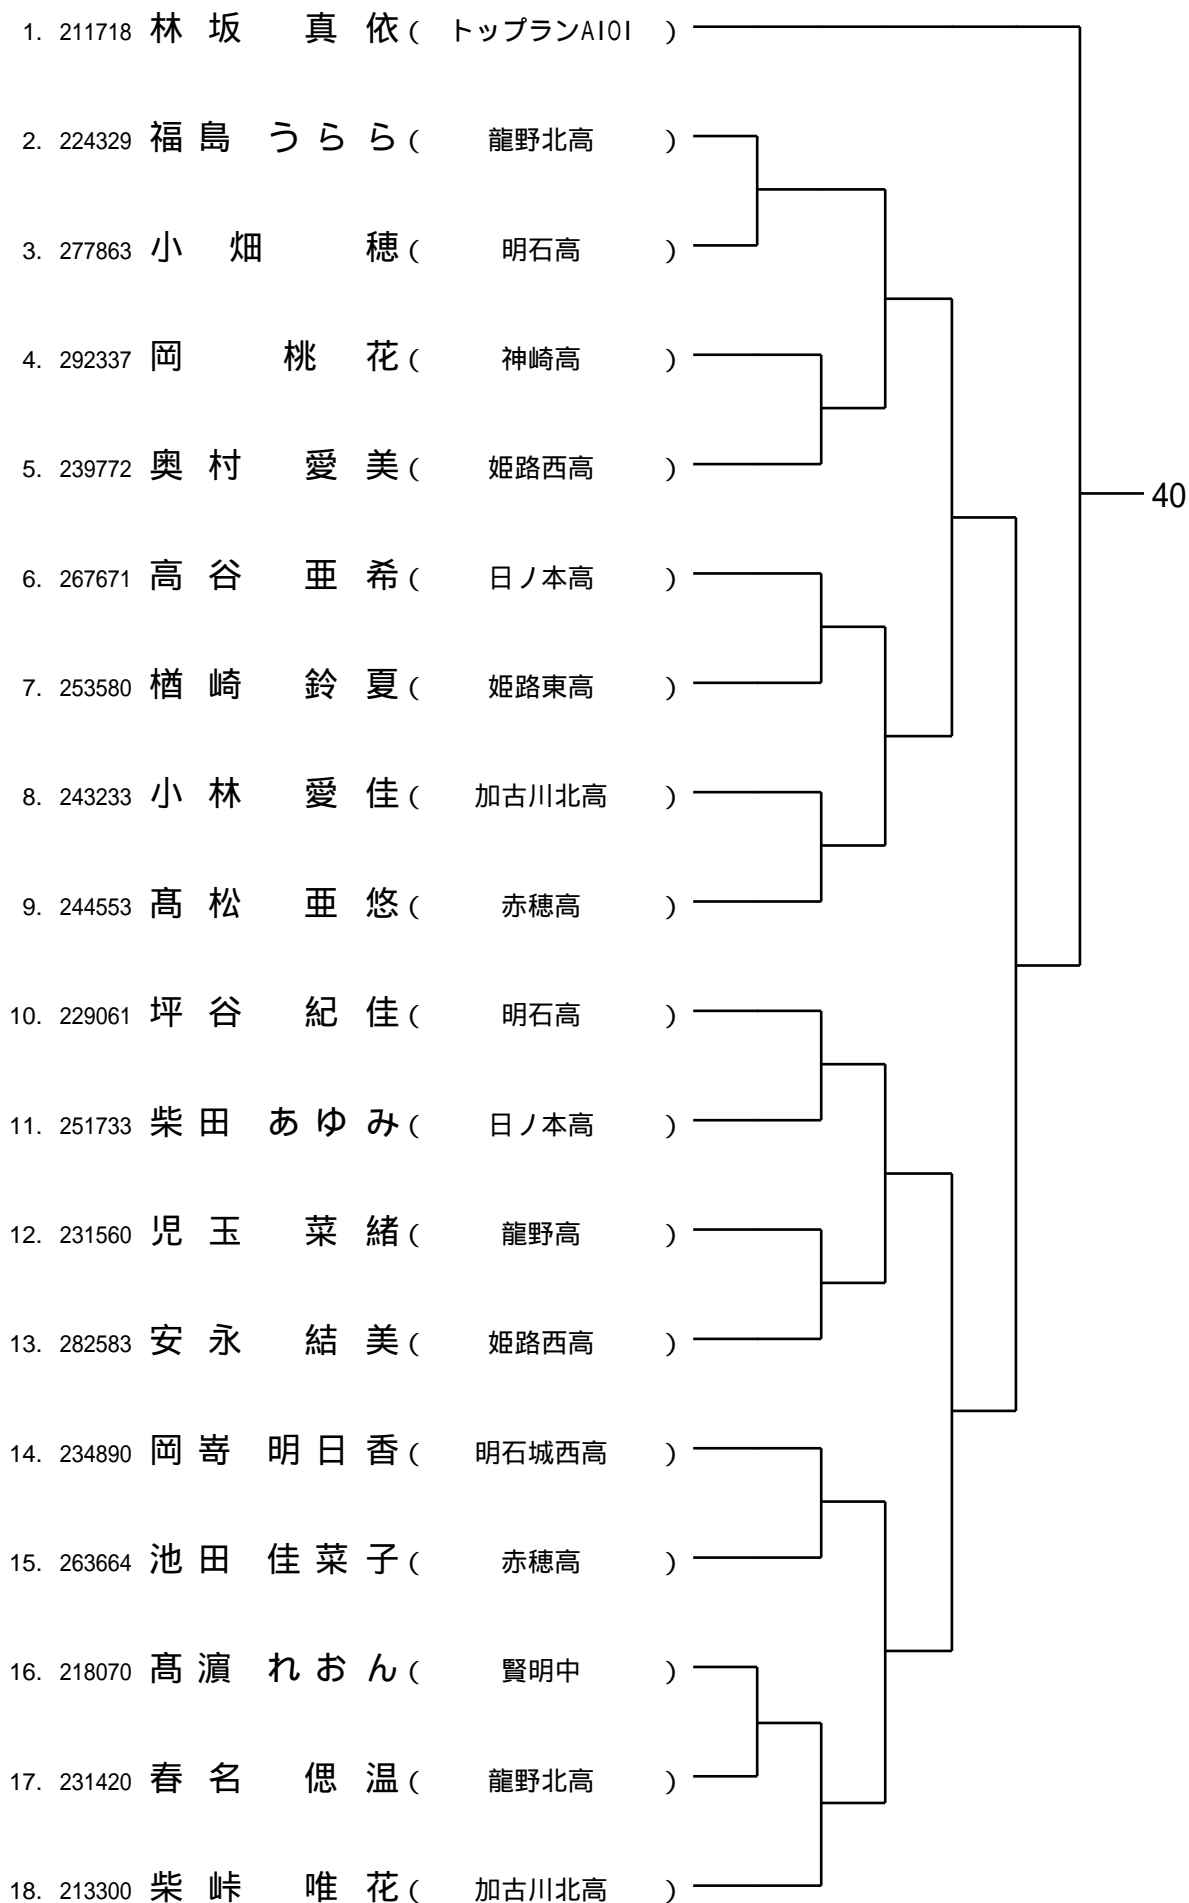 1. 211718 林 坂 真 依 ( トップランAIOI )
2. 224329 福 島 う ら ら ( 龍野北高 )
3. 277863 小 畑 穂 ( 明石高 )
4. 292337 岡 桃 花 ( 神崎高 )
5. 239772 奥 村 愛 美 ( 姫路西高 )
40
6. 267671 高 谷 亜 希 ( 日ノ本高 )
7. 253580 楢 崎 鈴 夏 ( 姫路東高 )
8. 243233 小 林 愛 佳 ( 加古川北高 )
9. 244553 髙 松 亜 悠 ( 赤穂高 )
10. 229061 坪 谷 紀 佳 ( 明石高 )
11. 251733 柴 田 あ ゆ み ( 日ノ本高 )
12. 231560 児 玉 菜 緒 ( 龍野高 )
13. 282583 安 永 結 美 ( 姫路西高 )
14. 234890 岡 嵜 明 日 香 ( 明石城西高 )
15. 263664 池 田 佳 菜 子 ( 赤穂高 )
16. 218070 髙 濵 れ お ん ( 賢明中 )
17. 231420 春 名 偲 温 ( 龍野北高 )
18. 213300 柴 峠 唯 花 ( 加古川北高 )